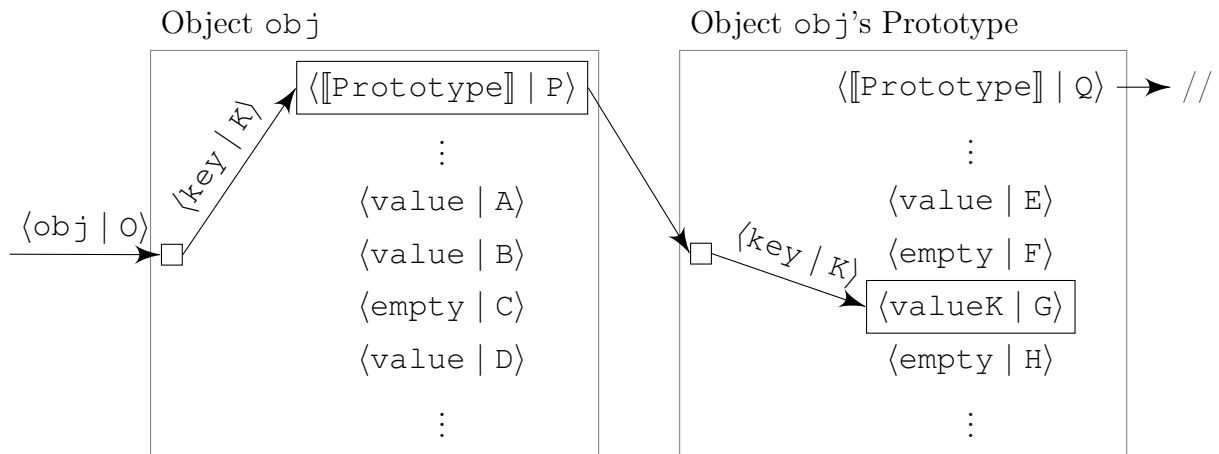 Object obj
⟨obj | O⟩
⟨key | K⟩
⟨⟦Prototype⟧ | P⟩
⋮
⟨value | A⟩
⟨value | B⟩
⟨empty | C⟩
⟨value | D⟩
⋮
Object obj's Prototype
⟨key | K⟩
⟨⟦Prototype⟧ | Q⟩ //
⋮
⟨value | E⟩
⟨empty | F⟩
⟨valueK | G⟩
⟨empty | H⟩
⋮